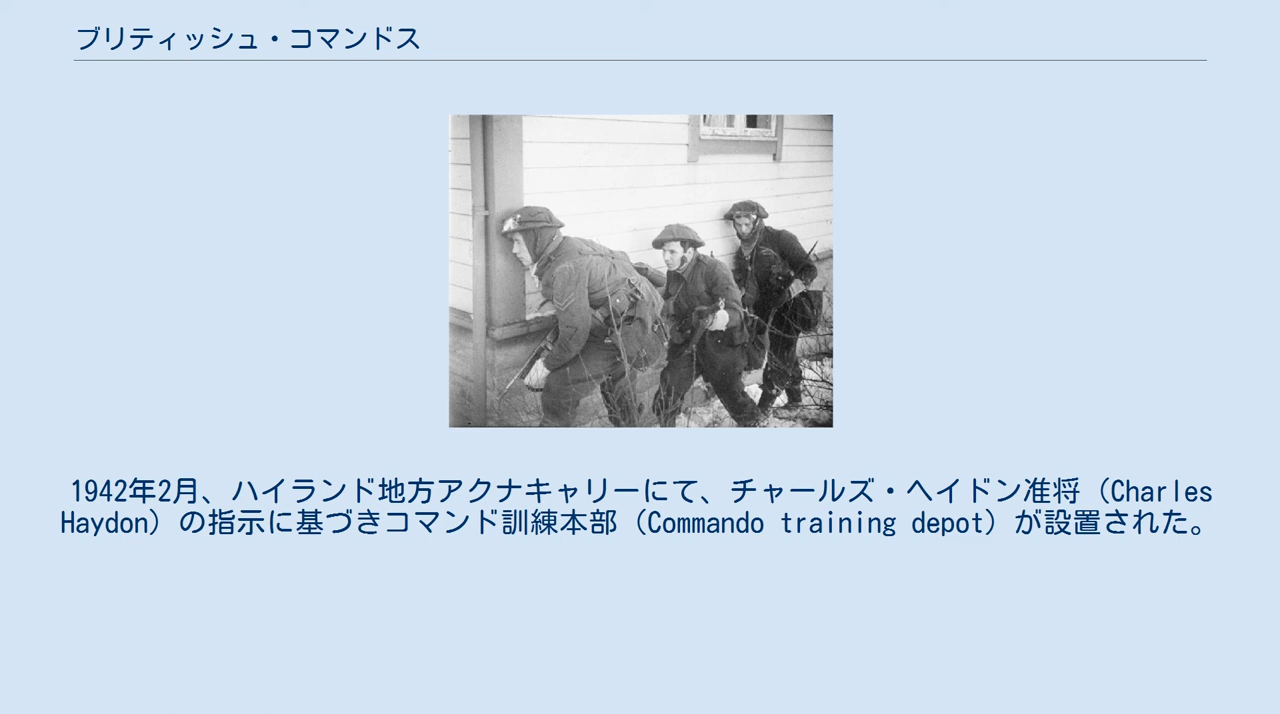 ブリティッシュ・コマンドス
1942年2月、ハイランド地方アクナキャリーにて、チャールズ・ヘイドン准将（Charles
Haydon）の指示に基づきコマンド訓練本部（Commando training depot）が設置された。